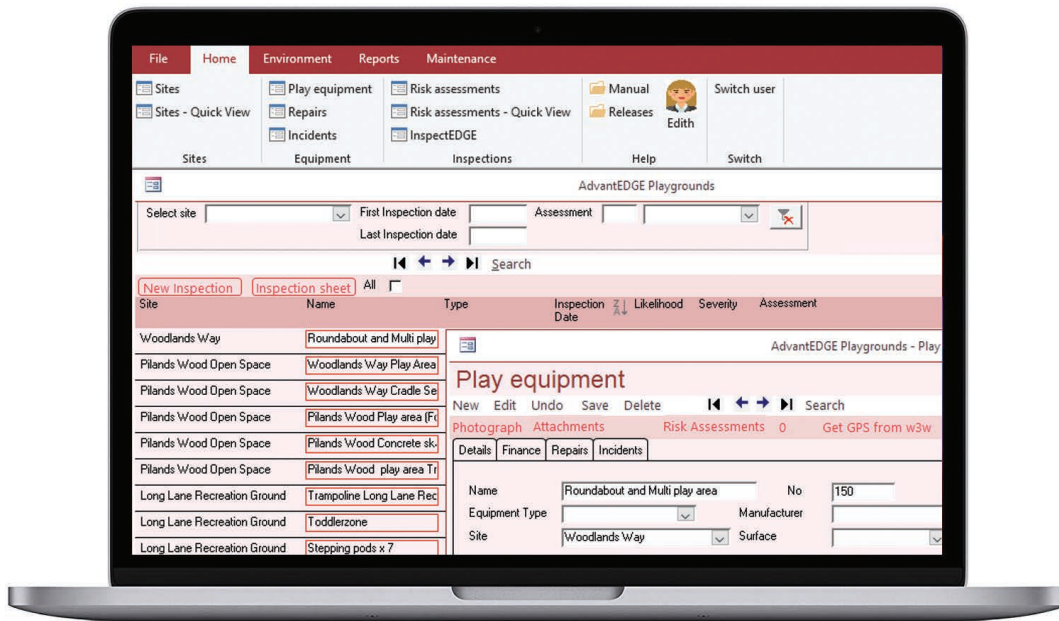 File Home Environment Reports Maintenance
Sites Play equipment Risk assessments Manual Switch user
Sites - Quick View Repairs Risk assessments - Quick View Releases
Incidents InspectEDGE Edith
Sites Equipment Inspections Help Switch
AdvantEDGE Playgrounds
Select site First Inspection date Assessment
Last Inspection date
Search
New Inspection Inspection sheet All
Site Name Type Inspection Date Likelihood Severity Assessment
Woodlands Way Roundabout and Multi play
Pilands Wood Open Space Woodlands Way Play Area
Pilands Wood Open Space Woodlands Way Cradle Se
Pilands Wood Open Space Pilands Wood Play area (Fo
Pilands Wood Open Space Pilands Wood Concrete sk
Pilands Wood Open Space Pilands Wood play area Tr
Long Lane Recreation Ground Trampoline Long Lane Rec
Long Lane Recreation Ground Toddlerzone
Long Lane Recreation Ground Stepping pods x 7
AdvantEDGE Playgrounds - Play
Play equipment
New Edit Undo Save Delete Search
Photograph Attachments Risk Assessments 0 Get GPS from w3w
Details Finance Repairs Incidents
Name Roundabout and Multi play area No 150
Equipment Type Manufacturer
Site Woodlands Way Surface